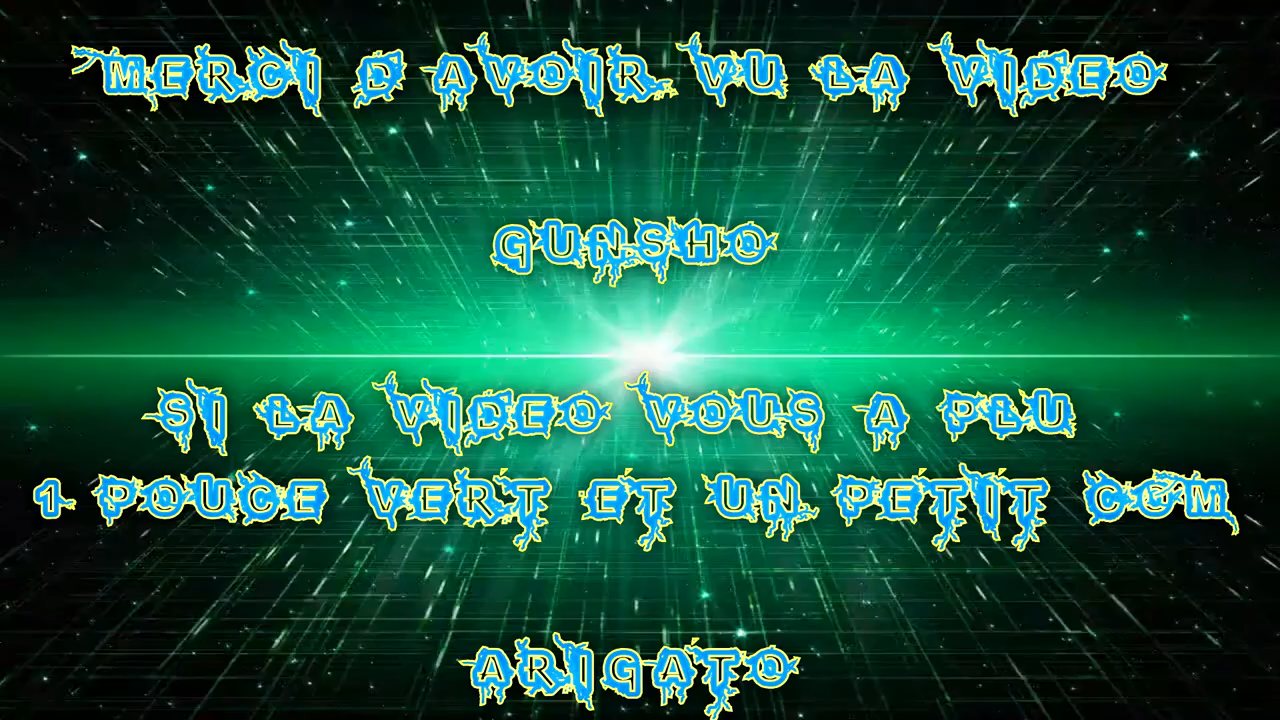 MERCI D AVOIR VU LA VIDEO
GUNSHO
SI LA VIDEO VOUS A PLU
1 POUCE VERT ET UN PETIT COM
ARIGATO